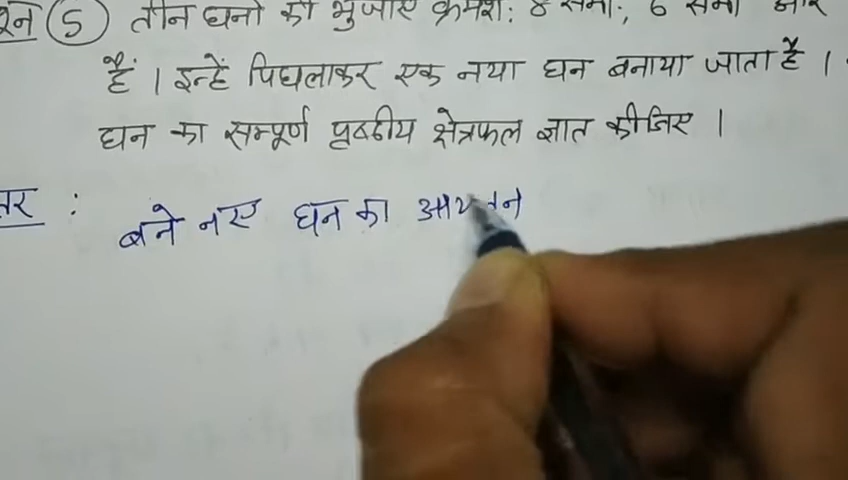 श्न 5 तीन घनों की भुजाएँ क्रमशः 8 सेमी., 6 सेमी और
हैं । इन्हें पिघलाकर एक नया घन बनाया जाता है ।
घन का सम्पूर्ण पृष्ठीय क्षेत्रफल ज्ञात कीजिए ।
तर : बने नए घन का आयतन